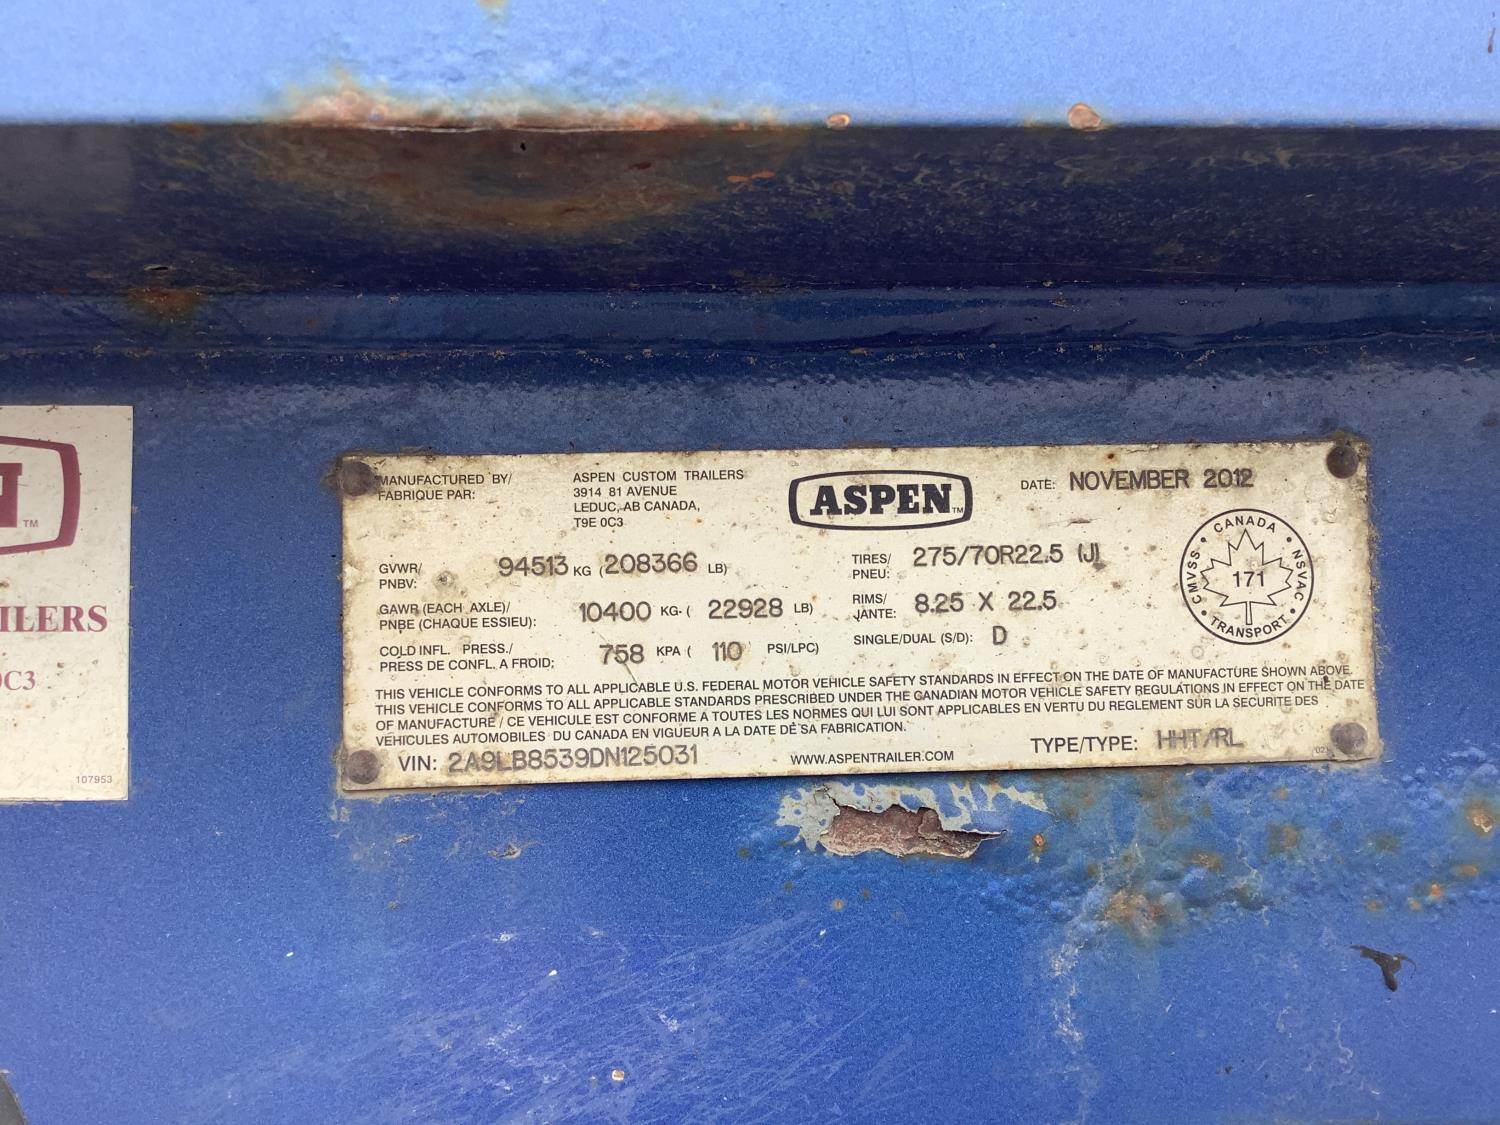 MANUFACTURED BY/
FABRIQUE PAR:
ASPEN CUSTOM TRAILERS
3914 81 AVENUE
LEDUC, AB CANADA,
T9E 0C3
ASPEN TM
DATE: NOVEMBER 2012
GVWR/
PNBV:
94513 KG (208366 LB)
GAWR (EACH AXLE)/
PNBE (CHAQUE ESSIEU):
10400 KG (22928 LB)
COLD INFL. PRESS./
PRESS DE CONFL. A FROID;
758 KPA (110 PSI/LPC)
TIRES/
PNEU:
275/70R22.5 (J)
RIMS/
JANTE:
8.25 X 22.5
SINGLE/DUAL (S/D): D
CANADA
CMVSS
171
NSVAC
TRANSPORT
THIS VEHICLE CONFORMS TO ALL APPLICABLE U.S. FEDERAL MOTOR VEHICLE SAFETY STANDARDS IN EFFECT ON THE DATE OF MANUFACTURE SHOWN ABOVE.
THIS VEHICLE CONFORMS TO ALL APPLICABLE STANDARDS PRESCRIBED UNDER THE CANADIAN MOTOR VEHICLE SAFETY REGULATIONS IN EFFECT ON THE DATE
OF MANUFACTURE / CE VEHICULE EST CONFORME A TOUTES LES NORMES QUI LUI SONT APPLICABLES EN VERTU DU REGLEMENT SUR LA SECURITE DES
VEHICULES AUTOMOBILES DU CANADA EN VIGUEUR A LA DATE DE SA FABRICATION.
VIN: 2A9LB8539DN125031
WWW.ASPENTRAILER.COM
TYPE/TYPE: HHT/RL
N TM
ILERS
0C3
107953